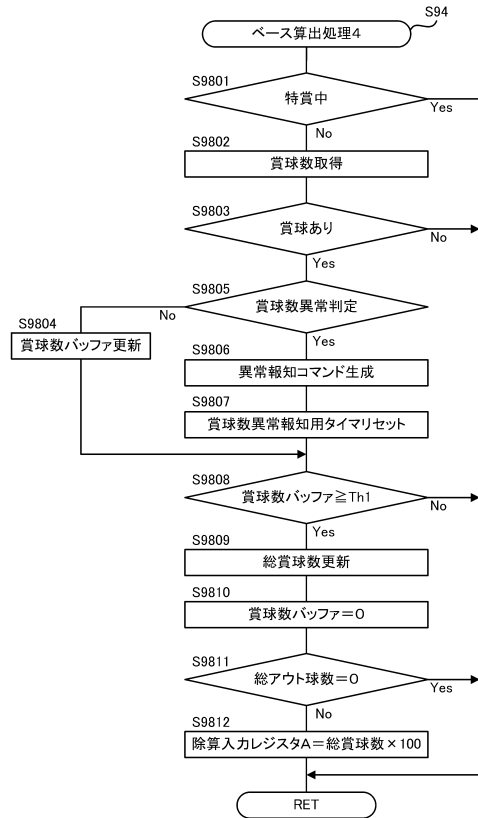 S94
ベース算出処理4
S9801
特賞中
Yes
No
S9802
賞球数取得
S9803
賞球あり
No
Yes
S9805
賞球数異常判定
No
Yes
S9804
賞球数バッファ更新
S9806
異常報知コマンド生成
S9807
賞球数異常報知用タイマリセット
S9808
賞球数バッファ≧Th1
No
Yes
S9809
総賞球数更新
S9810
賞球数バッファ=0
S9811
総アウト球数=0
Yes
No
S9812
除算入力レジスタA=総賞球数×100
RET